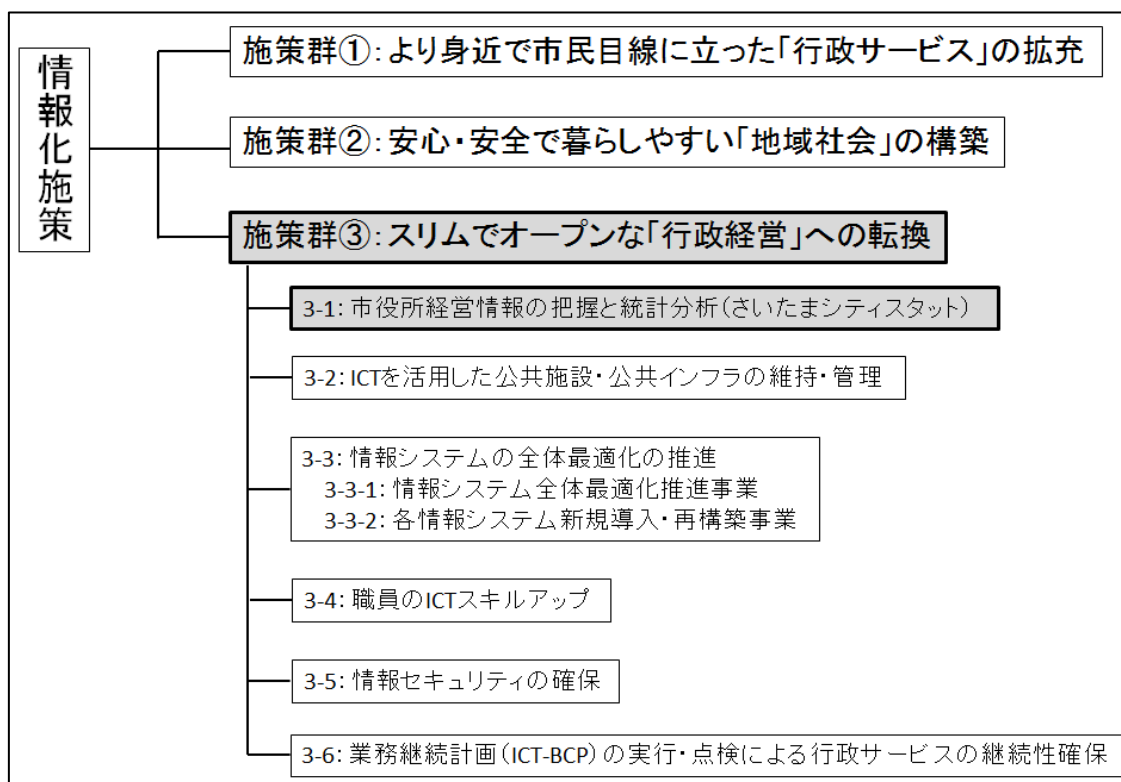 情報化施策
施策群①：より身近で市民目線に立った「行政サービス」の拡充
施策群②：安心・安全で暮らしやすい「地域社会」の構築
施策群③：スリムでオープンな「行政経営」への転換
3-1：市役所経営情報の把握と統計分析（さいたまシティスタット）
3-2：ICTを活用した公共施設・公共インフラの維持・管理
3-3：情報システムの全体最適化の推進
3-3-1：情報システム全体最適化推進事業
3-3-2：各情報システム新規導入・再構築事業
3-4：職員のICTスキルアップ
3-5：情報セキュリティの確保
3-6：業務継続計画（ICT-BCP）の実行・点検による行政サービスの継続性確保